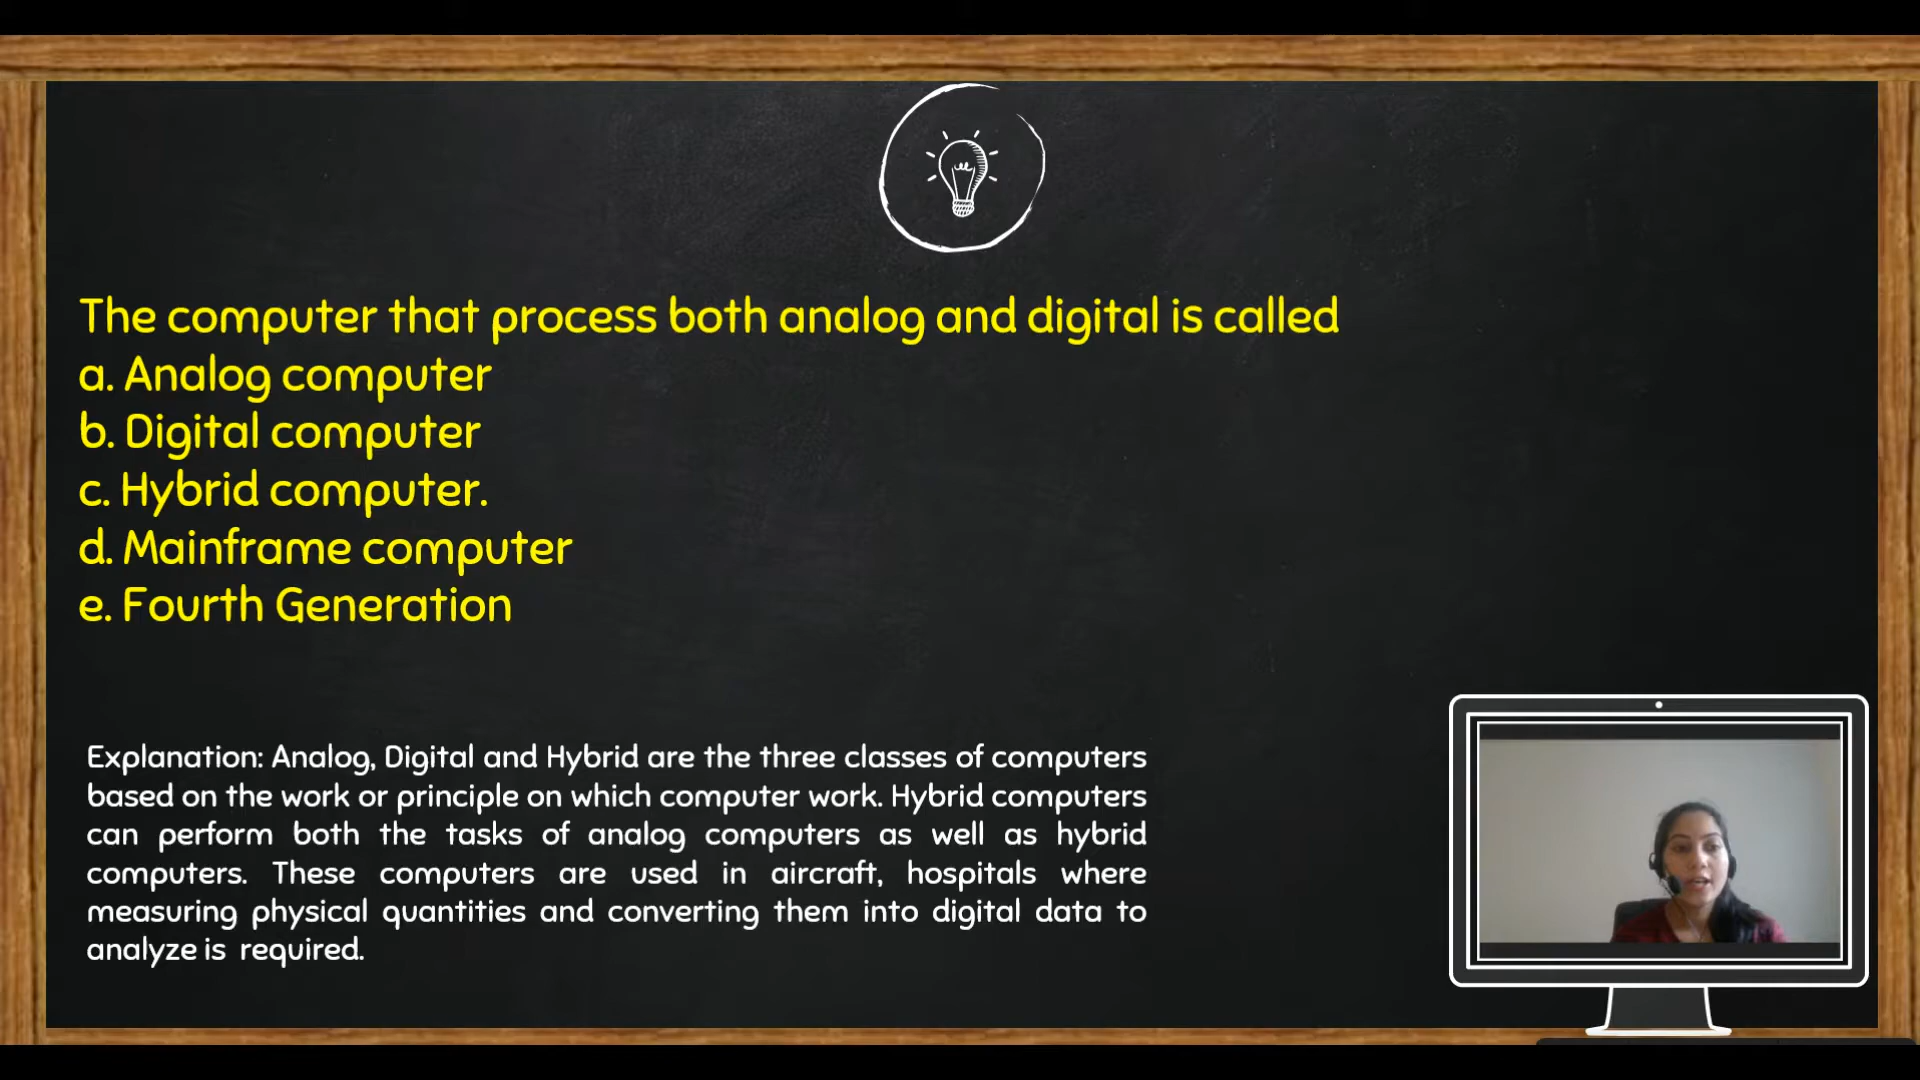 The computer that process both analog and digital is called
a. Analog computer
b. Digital computer
c. Hybrid computer.
d. Mainframe computer
e. Fourth Generation
Explanation: Analog, Digital and Hybrid are the three classes of computers
based on the work or principle on which computer work. Hybrid computers
can perform both the tasks of analog computers as well as hybrid
computers. These computers are used in aircraft, hospitals where
measuring physical quantities and converting them into digital data to
analyze is required.